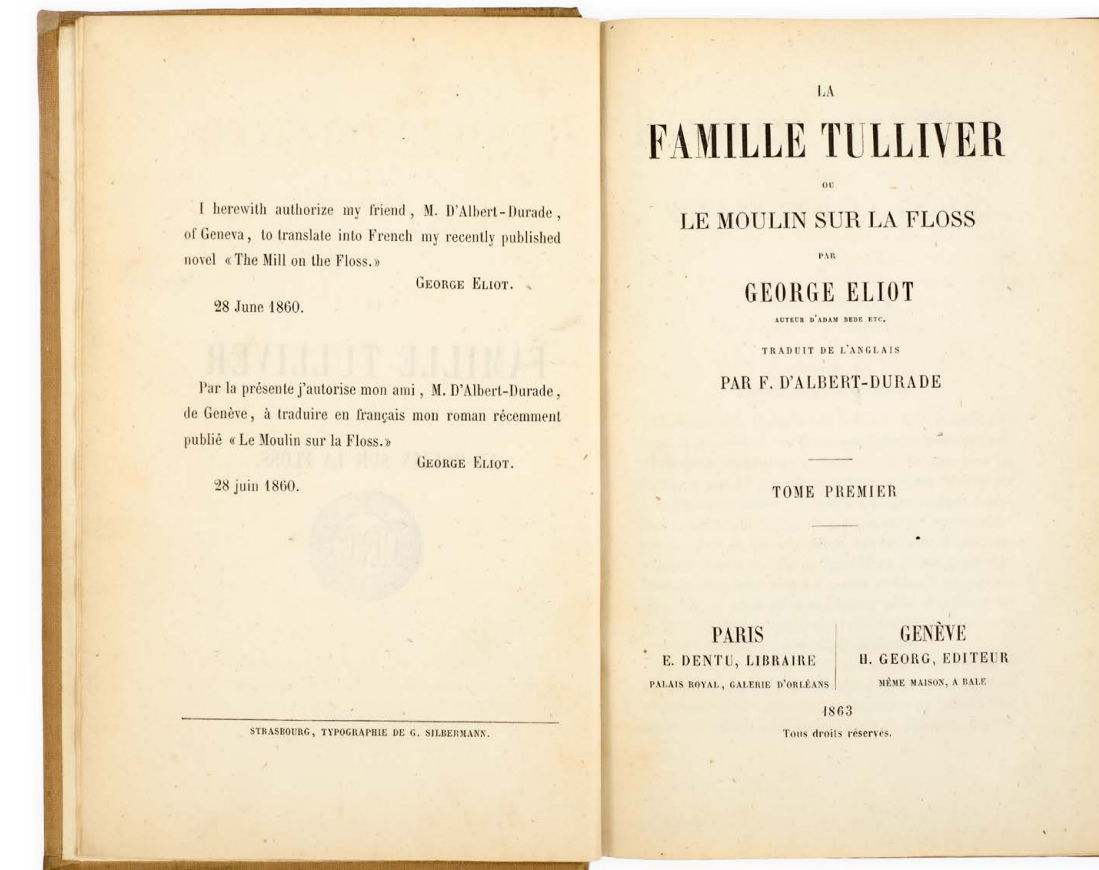 I herewith authorize my friend, M. D'Albert-Durade,
of Geneva, to translate into French my recently published
novel «The Mill on the Floss.»
GEORGE ELIOT.
28 June 1860.
Par la présente j'autorise mon ami, M. D'Albert-Durade,
de Genève, à traduire en français mon roman récemment
publié «Le Moulin sur la Floss.»
GEORGE ELIOT.
28 juin 1860.
STRASBOURG, TYPOGRAPHIE DE G. SILBERMANN.
LA
FAMILLE TULLIVER
OU
LE MOULIN SUR LA FLOSS
PAR
GEORGE ELIOT
AUTEUR D'ADAM BEDE ETC.
TRADUIT DE L'ANGLAIS
PAR F. D'ALBERT-DURADE
TOME PREMIER
PARIS
E. DENTU, LIBRAIRE
PALAIS ROYAL, GALERIE D'ORLÉANS
GENÈVE
H. GEORG, EDITEUR
MÊME MAISON, A BALE
1863
Tous droits réservés.